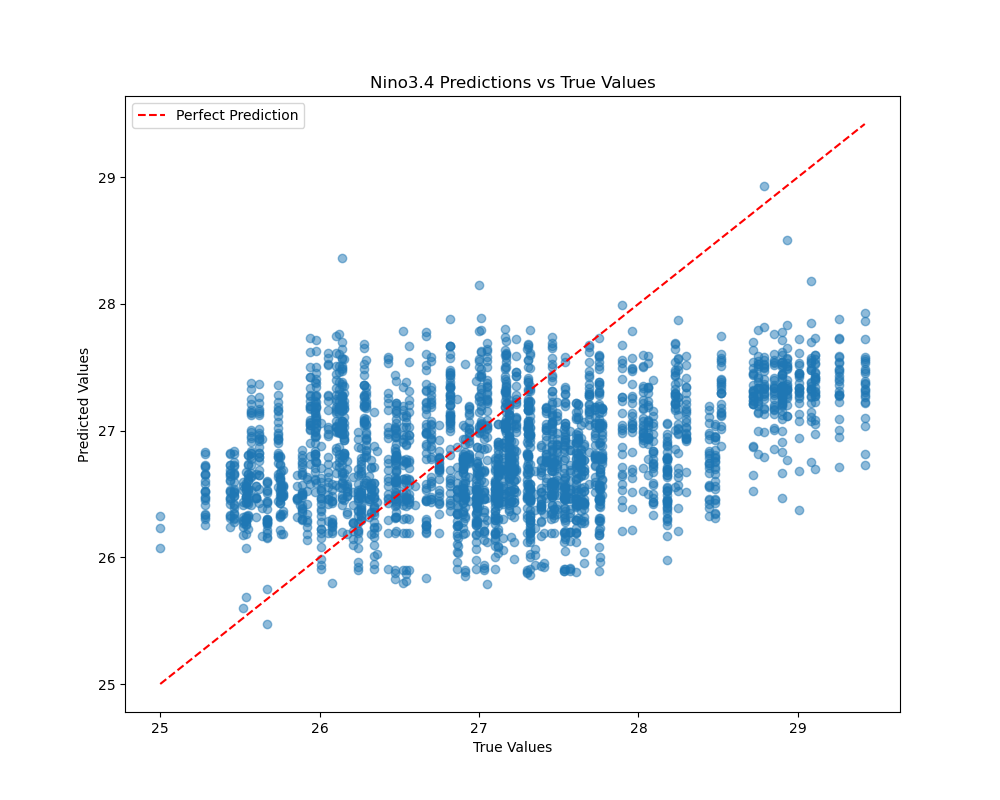 Nino3.4 Predictions vs True Values
Perfect Prediction
Predicted Values
29
28
27
26
25
25 26 27 28 29
True Values